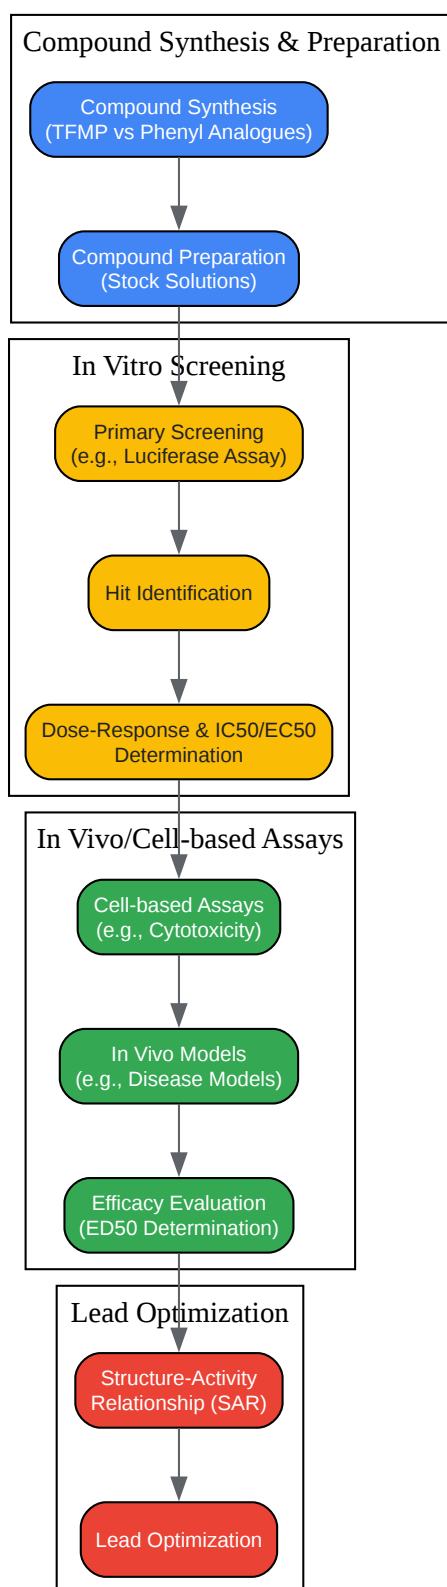 Compound Synthesis & Preparation
Compound Synthesis
(TFMP vs Phenyl Analogues)
Compound Preparation
(Stock Solutions)
In Vitro Screening
Primary Screening
(e.g., Luciferase Assay)
Hit Identification
Dose-Response & IC50/EC50
Determination
In Vivo/Cell-based Assays
Cell-based Assays
(e.g., Cytotoxicity)
In Vivo Models
(e.g., Disease Models)
Efficacy Evaluation
(ED50 Determination)
Lead Optimization
Structure-Activity
Relationship (SAR)
Lead Optimization